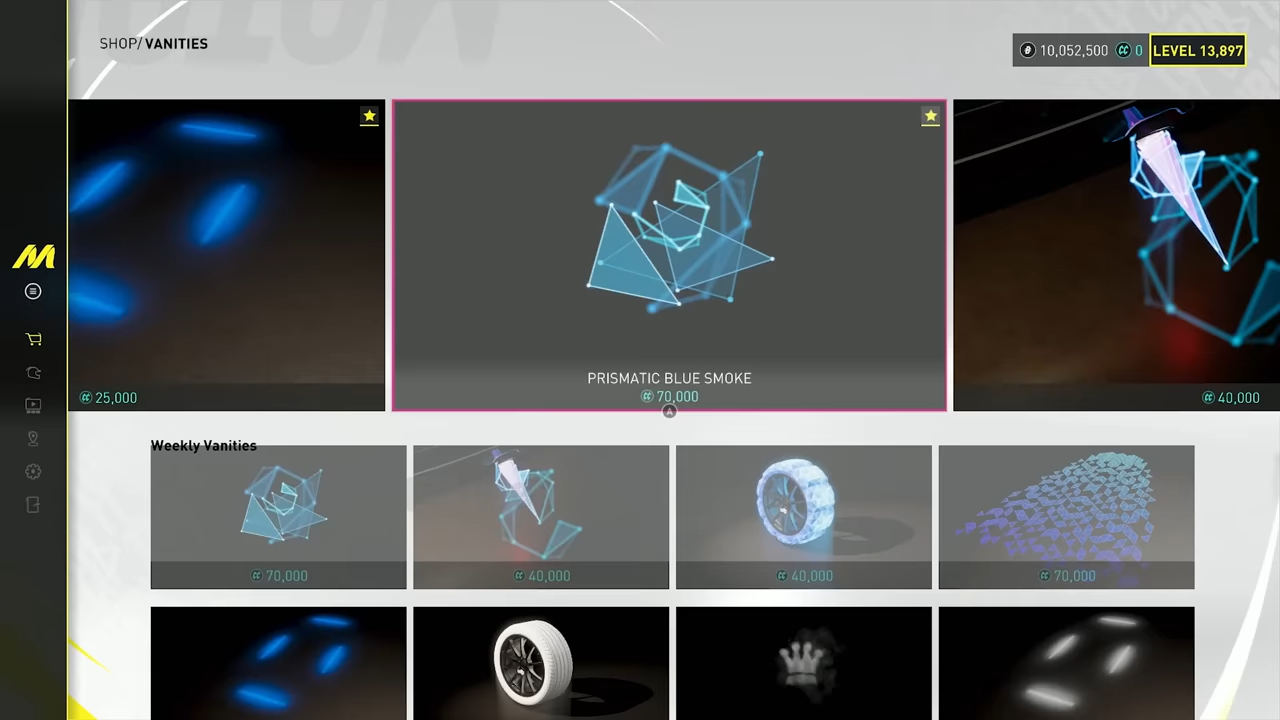 SHOP/VANITIES
10,052,500
0
LEVEL 13,897
25,000
PRISMATIC BLUE SMOKE
70,000
A
40,000
Weekly Vanities
70,000
40,000
40,000
70,000